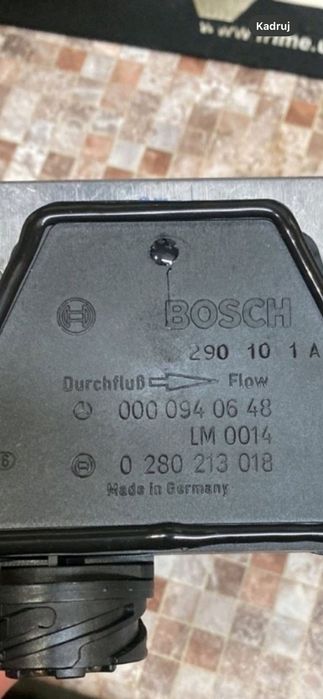 Kadruj
BOSCH
290 10 1 A
Durchfluß Flow
000 094 06 48
LM 0014
0 280 213 018
Made in Germany